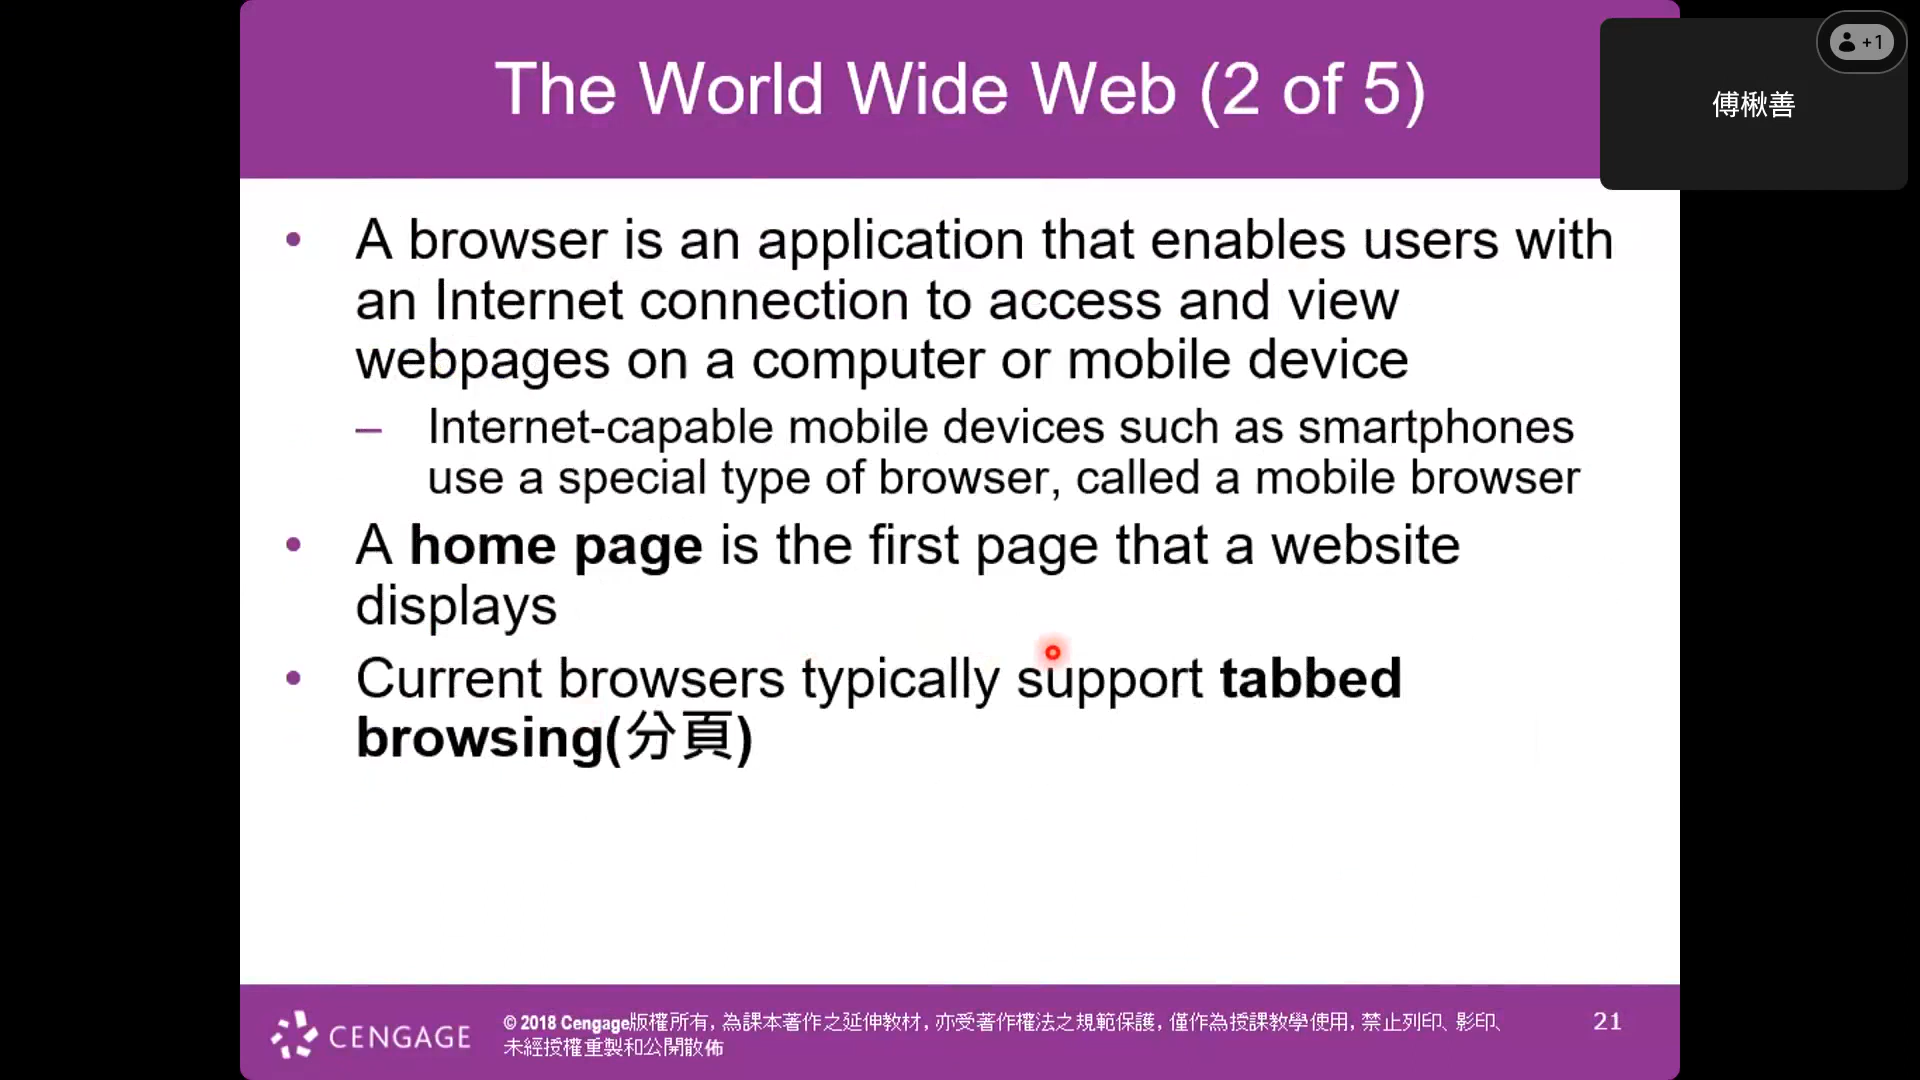 The World Wide Web (2 of 5)
+1
傅楸善
• A browser is an application that enables users with
an Internet connection to access and view
webpages on a computer or mobile device
– Internet-capable mobile devices such as smartphones
use a special type of browser, called a mobile browser
• A home page is the first page that a website
displays
• Current browsers typically support tabbed
browsing(分頁)
CENGAGE
© 2018 Cengage版權所有, 為課本著作之延伸教材, 亦受著作權法之規範保護, 僅作為授課教學使用, 禁止列印、影印、
未經授權重製和公開散佈
21